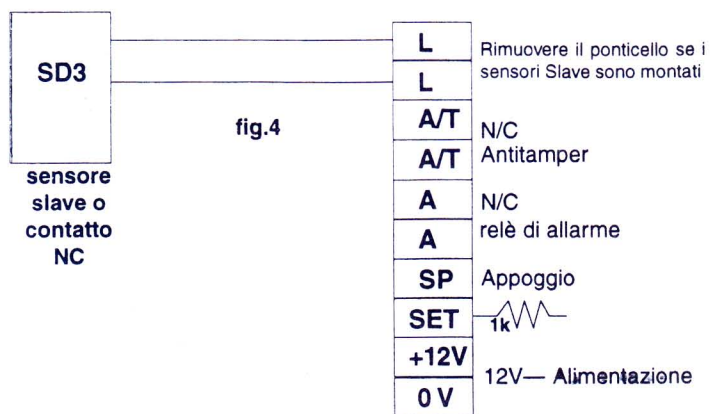 SD3
sensore
slave o
contatto
NC
fig.4
L
L
Rimuovere il ponticello se i
sensori Slave sono montati
A/T
A/T
N/C
Antitamper
A
A
N/C
relè di allarme
SP
Appoggio
SET
1k
+12V
0 V
12V— Alimentazione